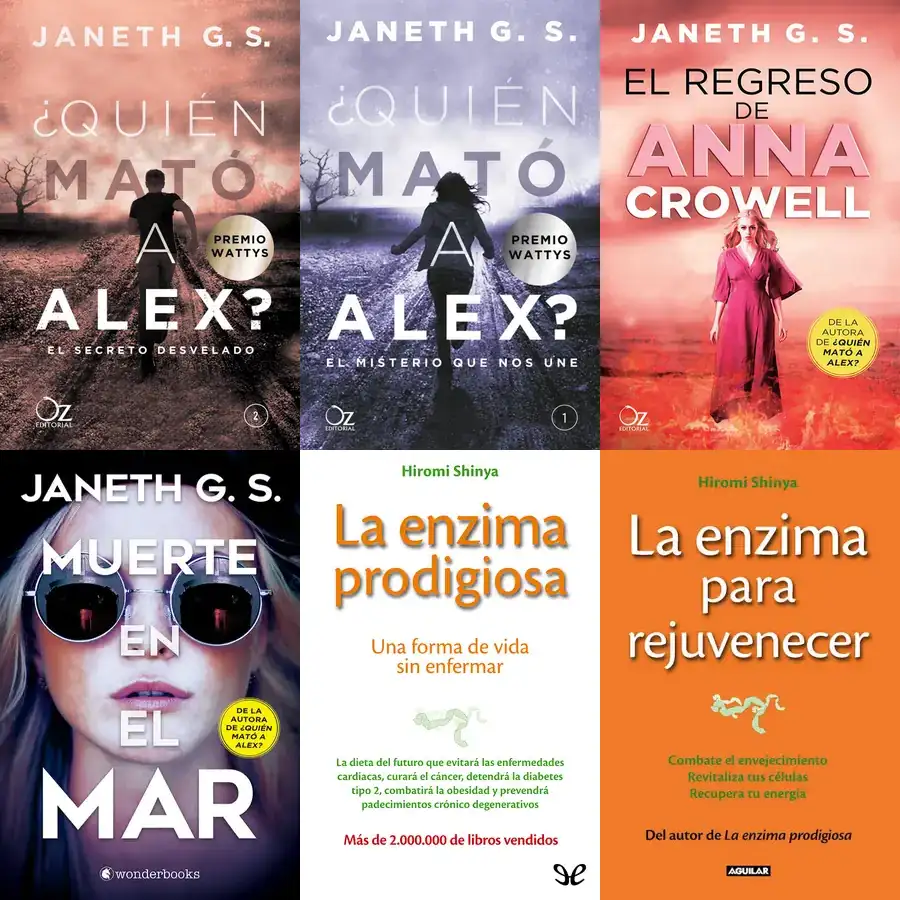 JANETH G. S.
¿QUIÉN
MATÓ
A
ALEX?
PREMIO
WATTYS
EL SECRETO DESVELADO
OZ
EDITORIAL
2
JANETH G. S.
¿QUIÉN
MATÓ
A
ALEX?
PREMIO
WATTYS
EL MISTERIO QUE NOS UNE
OZ
EDITORIAL
1
JANETH G. S.
EL REGRESO
DE
ANNA
CROWELL
DE LA
AUTORA
DE ¿QUIÉN
MATÓ A
ALEX?
OZ
EDITORIAL
JANETH G. S.
MUERTE
EN
EL
MAR
DE LA
AUTORA
DE ¿QUIÉN
MATÓ A
ALEX?
wonderbooks
Hiromi Shinya
La enzima
prodigiosa
Una forma de vida
sin enfermar
La dieta del futuro que evitará las enfermedades
cardiacas, curará el cáncer, detendrá la diabetes
tipo 2, combatirá la obesidad y prevendrá
padecimientos crónico degenerativos
Más de 2.000.000 de libros vendidos
Hiromi Shinya
La enzima
para
rejuvenecer
Combate el envejecimiento
Revitaliza tus células
Recupera tu energía
Del autor de La enzima prodigiosa
AGUILAR